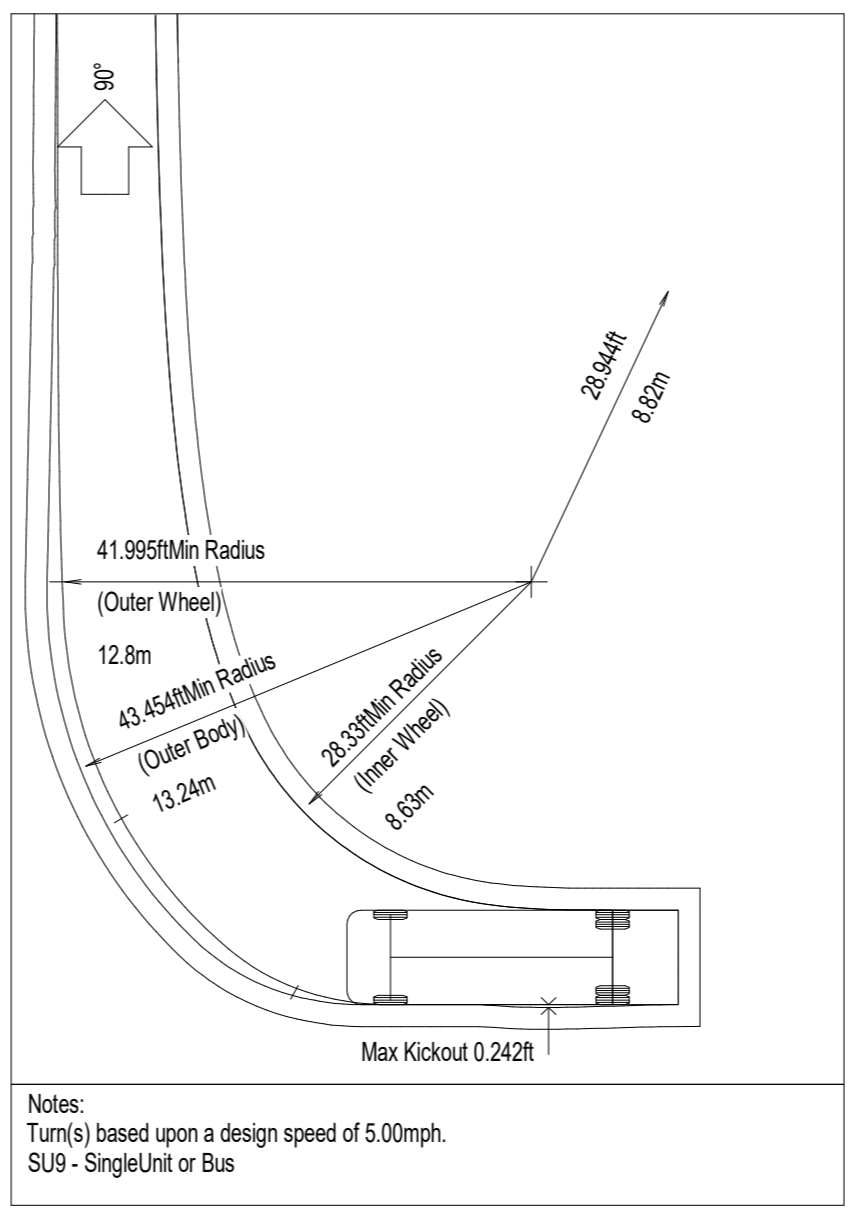 90°
28.944ft
8.82m
41.995ftMin Radius
(Outer Wheel)
12.8m
43.454ftMin Radius
(Outer Body)
13.24m
28.33ftMin Radius
(Inner Wheel)
8.63m
Max Kickout 0.242ft
Notes:
Turn(s) based upon a design speed of 5.00mph.
SU9 - SingleUnit or Bus